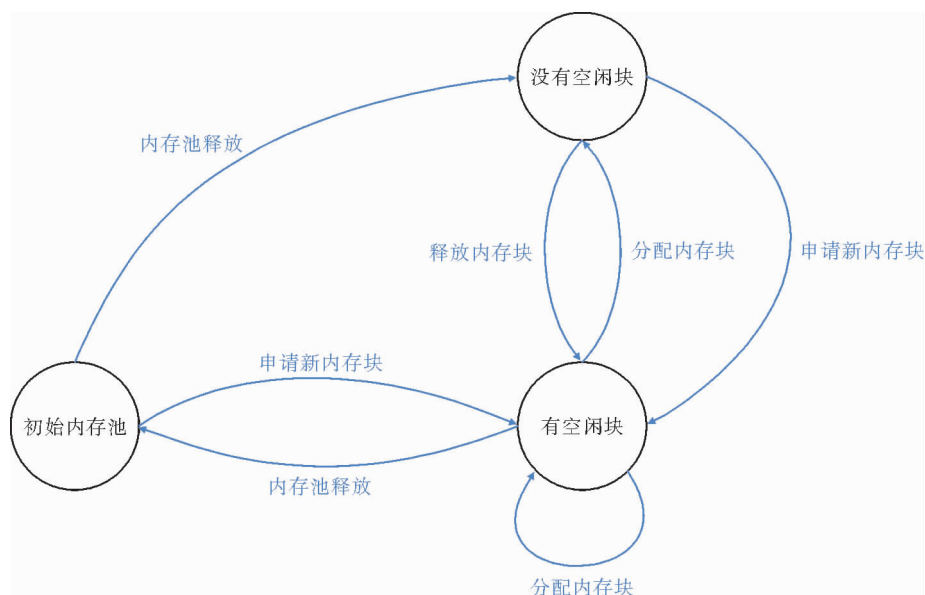 没有空闲块
内存池释放
释放内存块
分配内存块
申请新内存块
申请新内存块
初始内存池
有空闲块
内存池释放
分配内存块